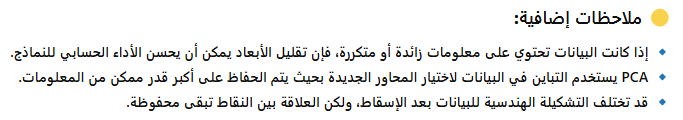 ملاحظات إضافية:
إذا كانت البيانات تحتوي على معلومات زائدة أو متكررة، فإن تقليل الأبعاد يمكن أن يحسن الأداء الحسابي للنماذج.
PCA يستخدم التباين في البيانات لاختيار المحاور الجديدة بحيث يتم الحفاظ على أكبر قدر ممكن من المعلومات.
قد تختلف التشكيلة الهندسية للبيانات بعد الإسقاط، ولكن العلاقة بين النقاط تبقى محفوظة.